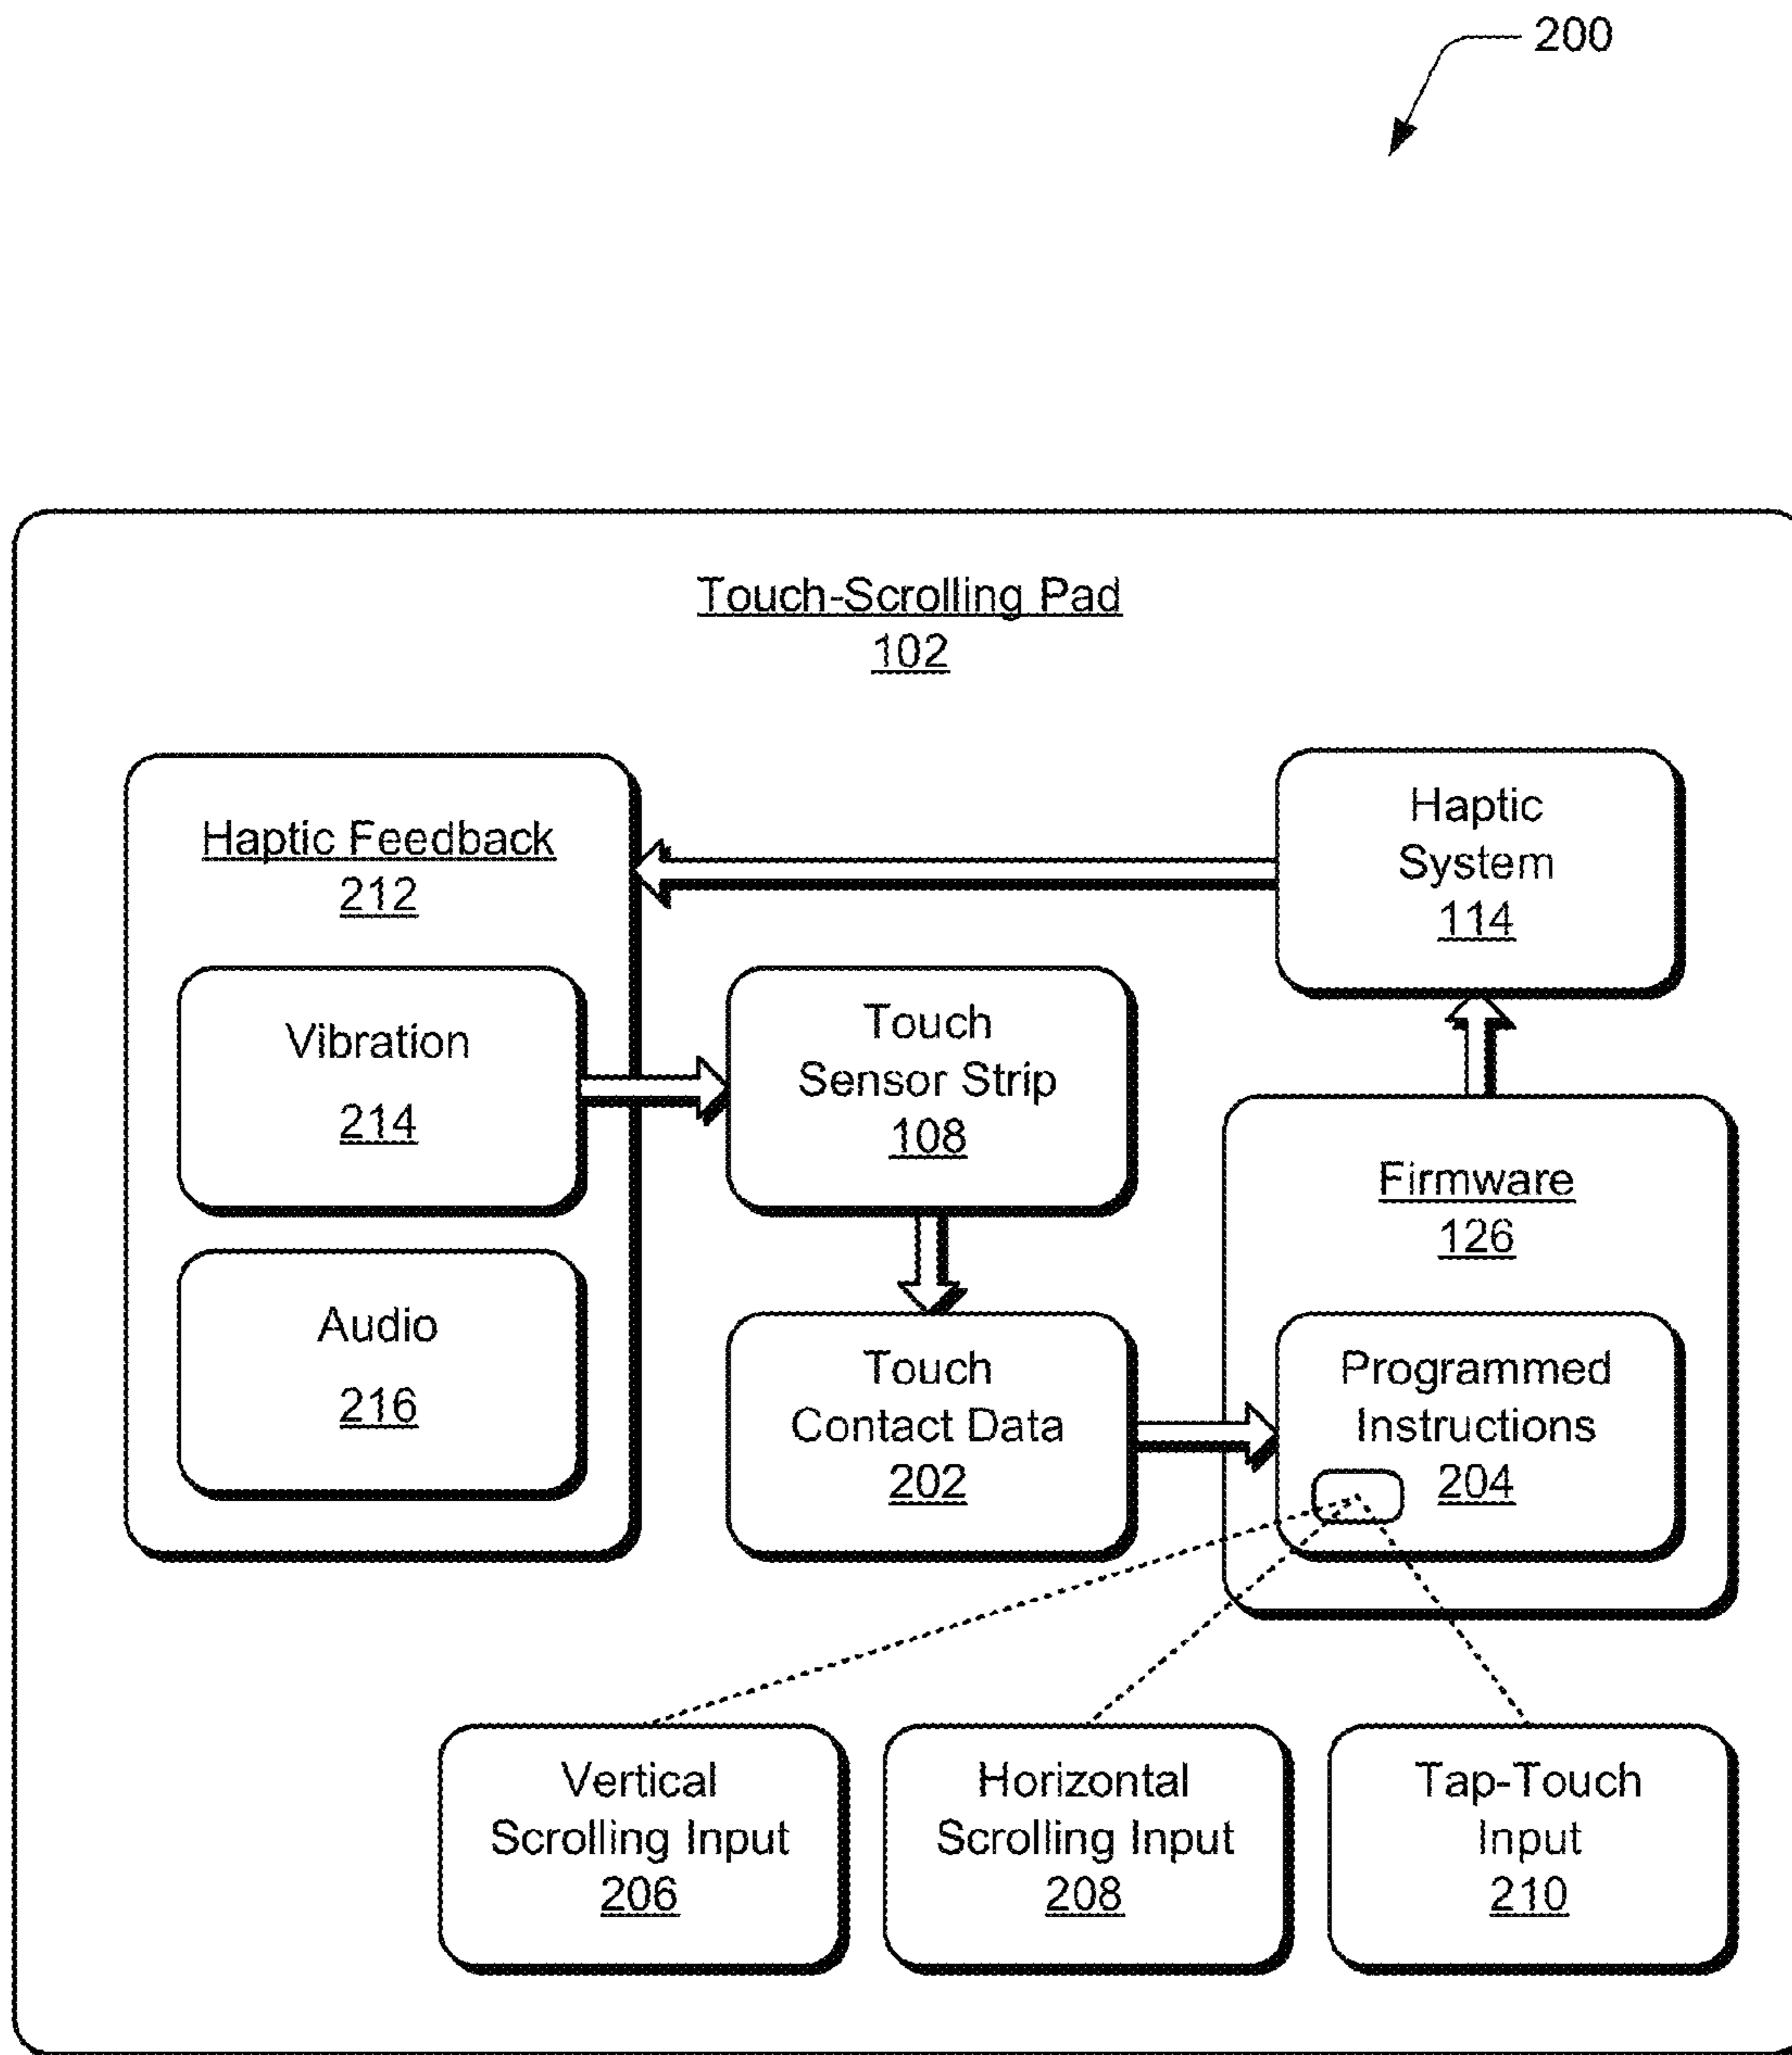 200
Touch-Scrolling Pad
102
Haptic Feedback
212
Vibration
214
Audio
216
Haptic
System
114
Touch
Sensor Strip
108
Touch
Contact Data
202
Firmware
126
Programmed
Instructions
204
Vertical
Scrolling Input
206
Horizontal
Scrolling Input
208
Tap-Touch
Input
210